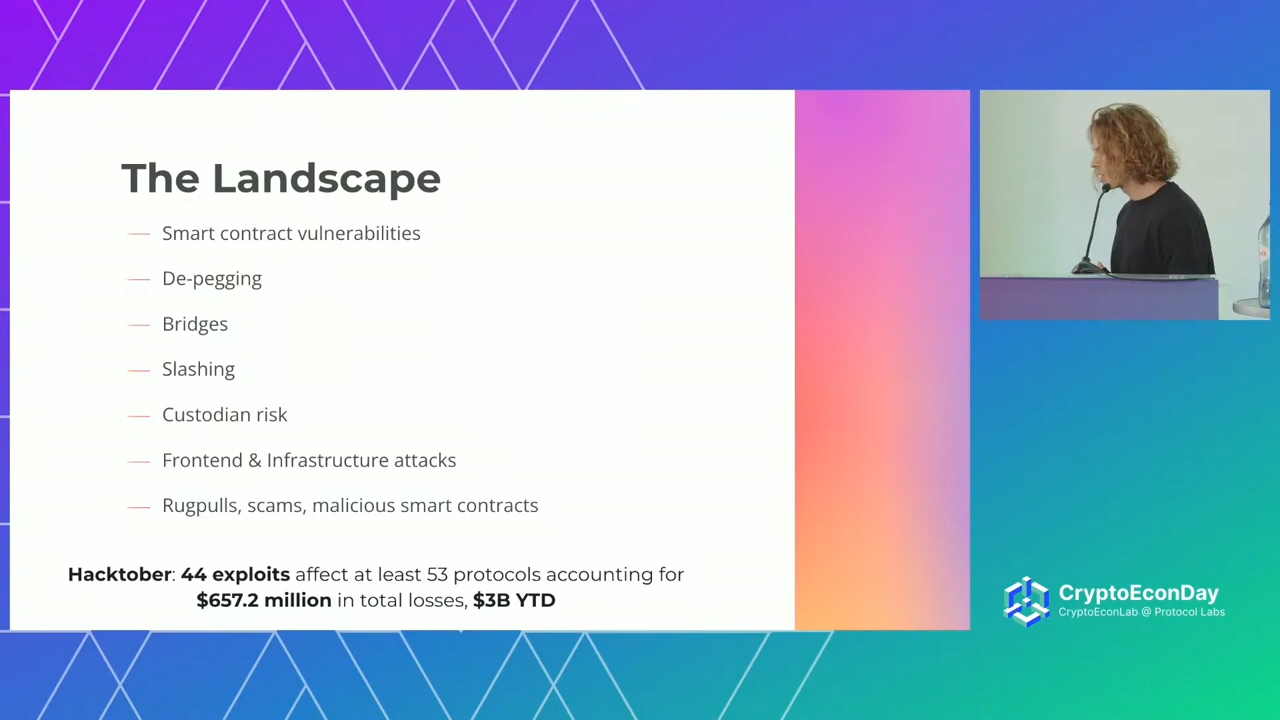 The Landscape
Smart contract vulnerabilities
De-pegging
Bridges
Slashing
Custodian risk
Frontend & Infrastructure attacks
Rugpulls, scams, malicious smart contracts
Hacktober: 44 exploits affect at least 53 protocols accounting for
$657.2 million in total losses, $3B YTD
CryptoEconDay
CryptoEconLab @ Protocol Labs